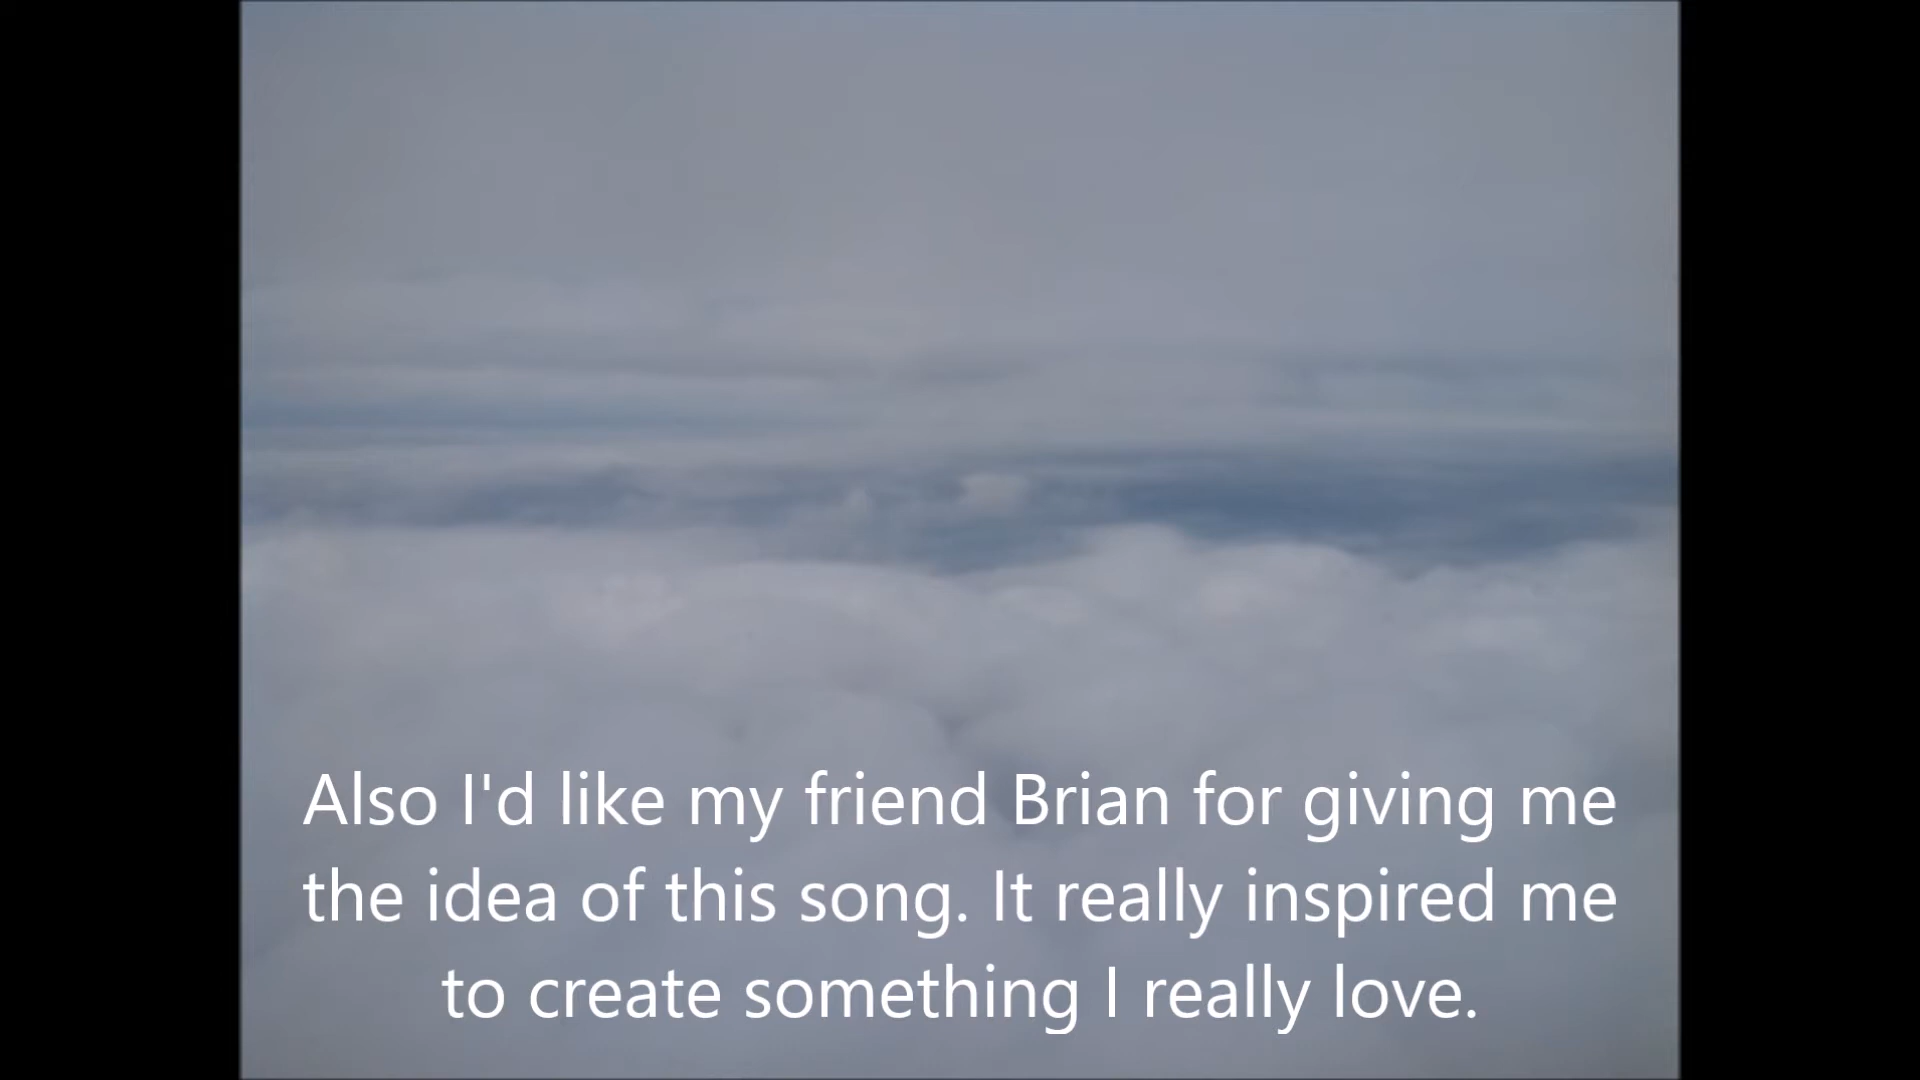 Also I'd like my friend Brian for giving me
the idea of this song. It really inspired me
to create something I really love.